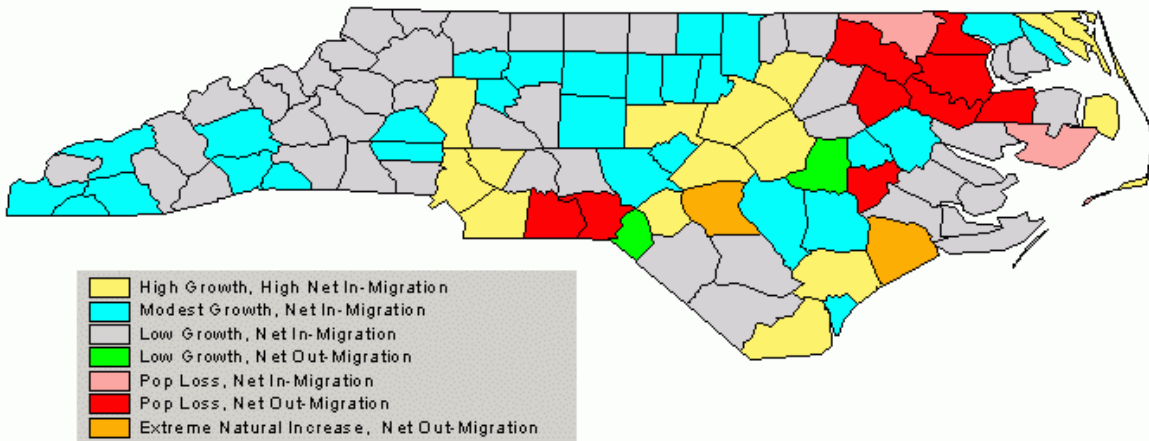 High Growth, High Net In-Migration
Modest Growth, Net In-Migration
Low Growth, Net In-Migration
Low Growth, Net Out-Migration
Pop Loss, Net In-Migration
Pop Loss, Net Out-Migration
Extreme Natural Increase, Net Out-Migration